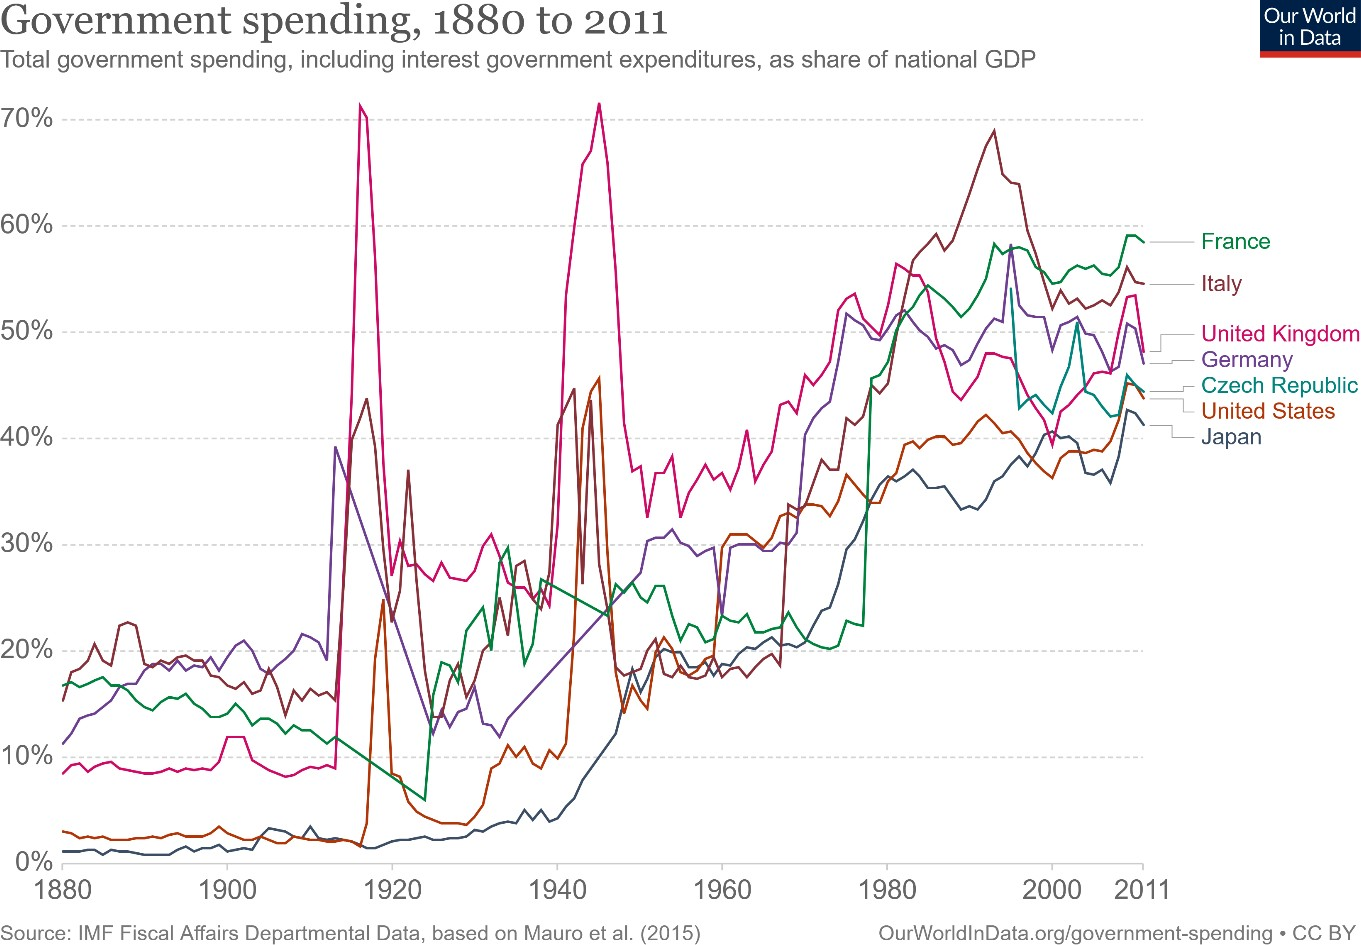 Government spending, 1880 to 2011
Our World
in Data
Total government spending, including interest government expenditures, as share of national GDP
70%
60%
50%
40%
30%
20%
10%
0%
France
Italy
United Kingdom
Germany
Czech Republic
United States
Japan
1880 1900 1920 1940 1960 1980 2000 2011
Source: IMF Fiscal Affairs Departmental Data, based on Mauro et al. (2015)
OurWorldInData.org/government-spending • CC BY